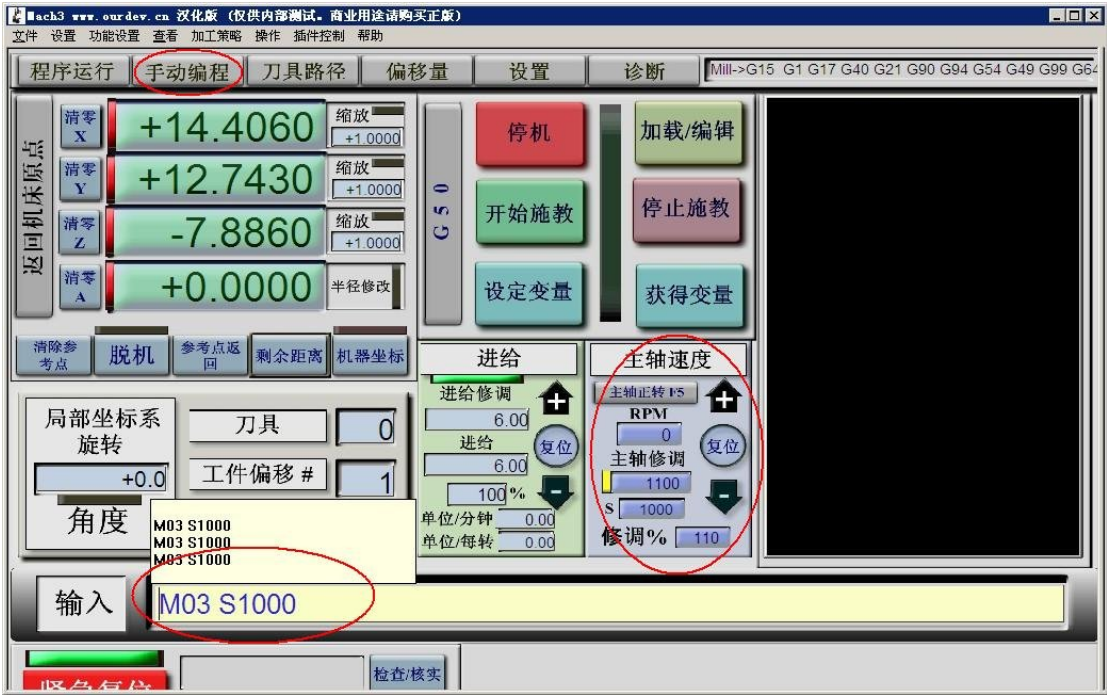 Mach3 www.ourdev.cn 汉化版 (仅供内部测试。商业用途请购买正版)
文件 设置 功能设置 查看 加工策略 操作 插件控制 帮助
程序运行 手动编程 刀具路径 偏移量 设置 诊断 Mill->G15 G1 G17 G40 G21 G90 G94 G54 G49 G99 G64
返回机床原点
清零 X +14.4060 缩放 +1.0000
清零 Y +12.7430 缩放 +1.0000
清零 Z -7.8860 缩放 +1.0000
清零 A +0.0000 半径修改
清除参考点 脱机 参考点返回 剩余距离 机器坐标
G50
停机 加载/编辑
开始施教 停止施教
设定变量 获得变量
局部坐标系旋转
+0.0
角度
刀具 0
工件偏移 # 1
进给
进给修调
6.00
进给
6.00
复位
100 %
单位/分钟 0.00
单位/每转 0.00
主轴速度
主轴正转 F5
RPM
0
复位
主轴修调
1100
S 1000
修调% 110
M03 S1000
M03 S1000
M03 S1000
输入 M03 S1000
紧急复位
检查/核实